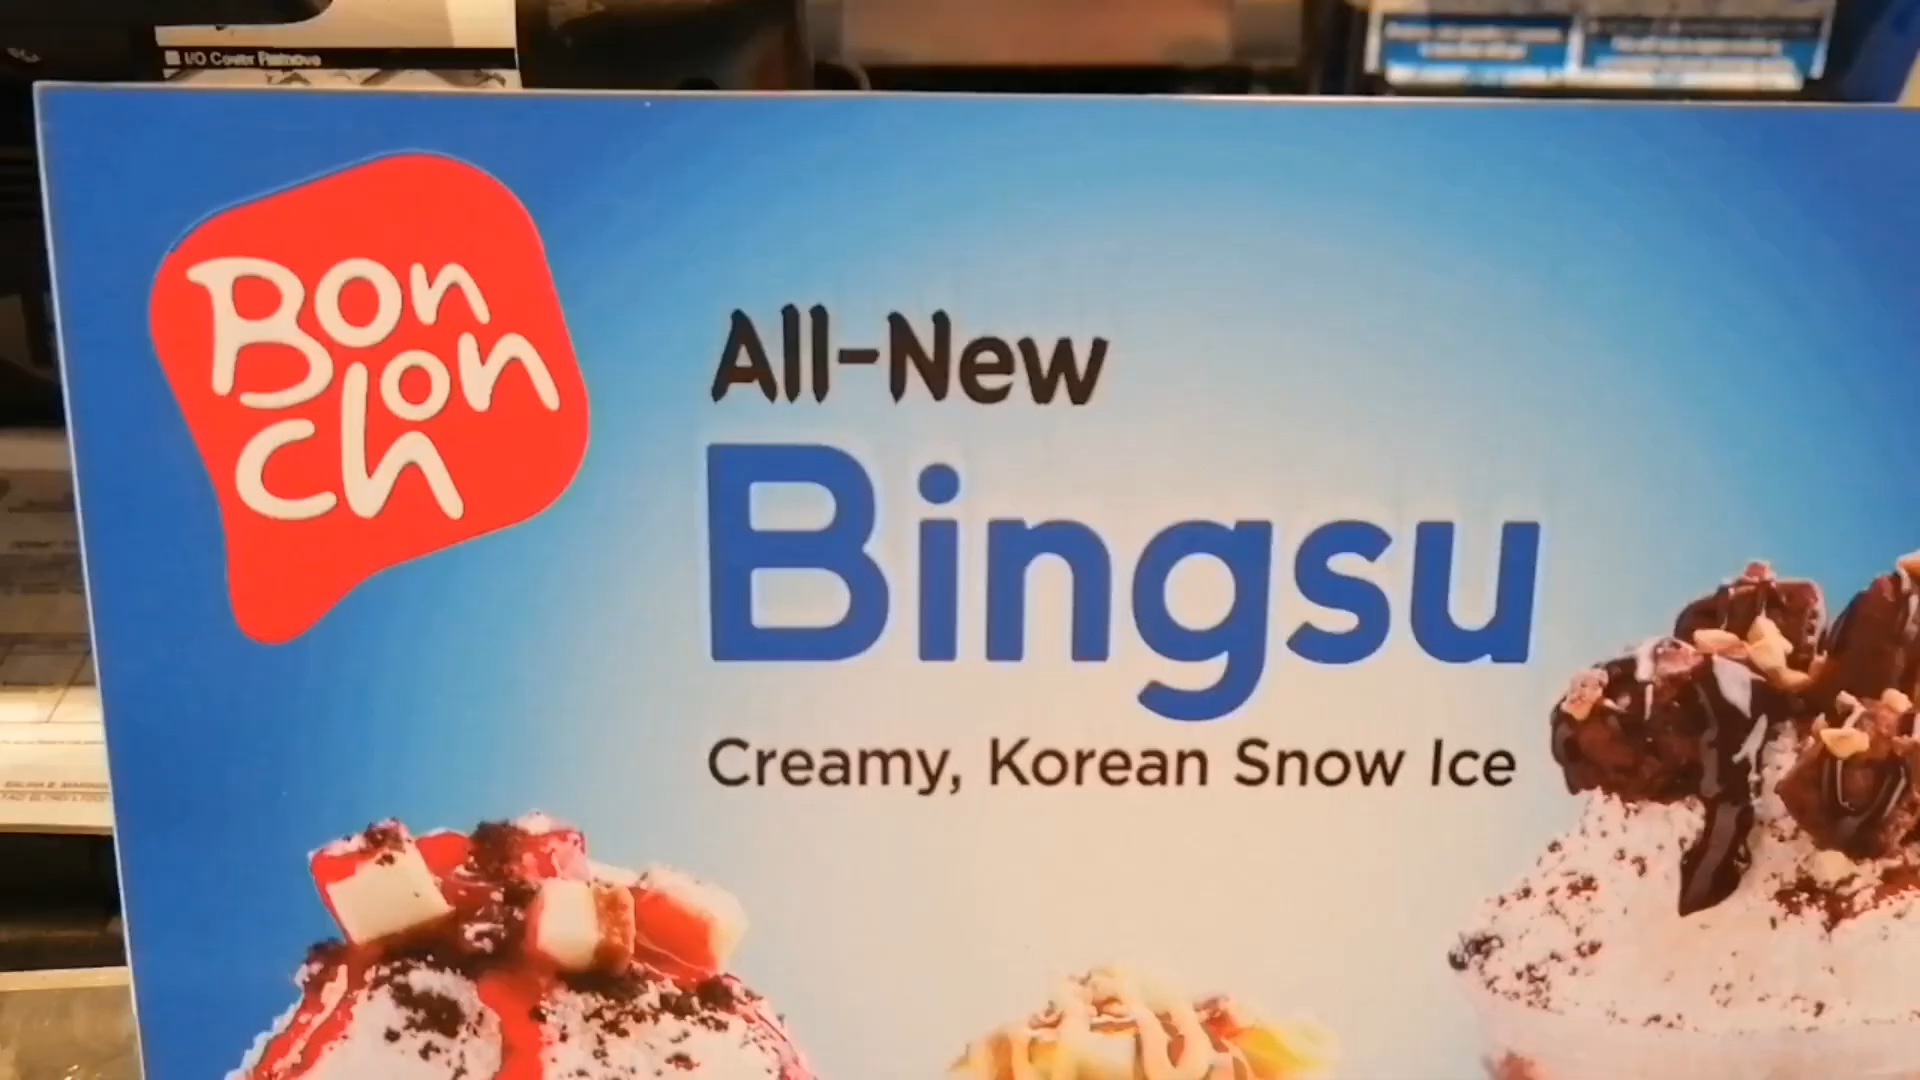 I/O Cover Remove
Bon
Chon
All-New
Bingsu
Creamy, Korean Snow Ice